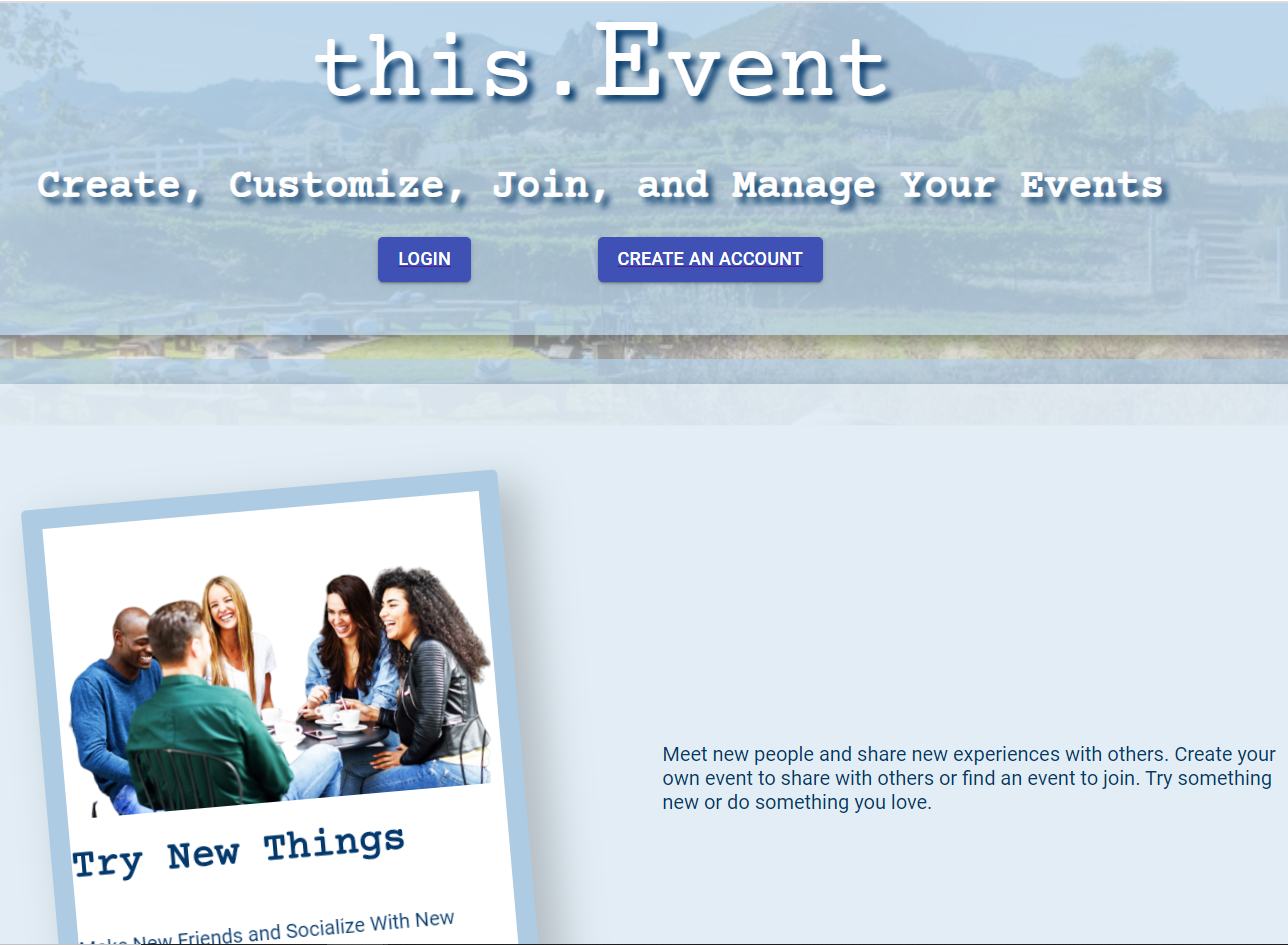 this.Event
Create, Customize, Join, and Manage Your Events
LOGIN
CREATE AN ACCOUNT
Meet new people and share new experiences with others. Create your
own event to share with others or find an event to join. Try something
new or do something you love.
Try New Things
Make New Friends and Socialize With New